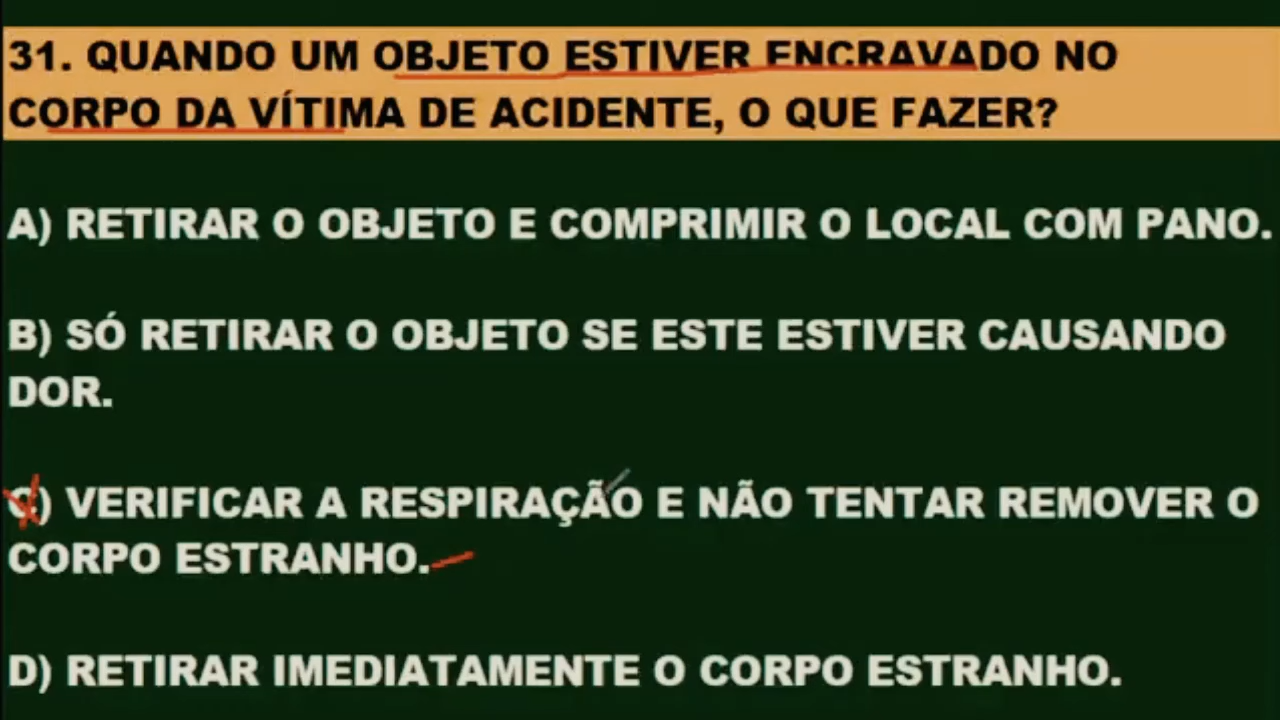 31. QUANDO UM OBJETO ESTIVER ENCRAVADO NO
CORPO DA VÍTIMA DE ACIDENTE, O QUE FAZER?
A) RETIRAR O OBJETO E COMPRIMIR O LOCAL COM PANO.
B) SÓ RETIRAR O OBJETO SE ESTE ESTIVER CAUSANDO
DOR.
C) VERIFICAR A RESPIRAÇÃO E NÃO TENTAR REMOVER O
CORPO ESTRANHO.
D) RETIRAR IMEDIATAMENTE O CORPO ESTRANHO.